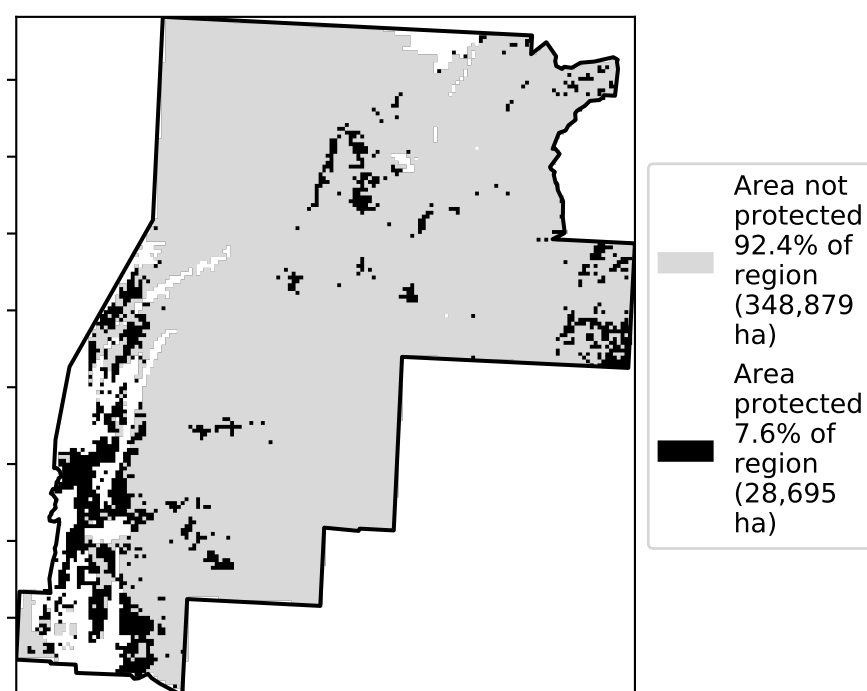 Area not
protected
92.4% of
region
(348,879
ha)
Area
protected
7.6% of
region
(28,695
ha)